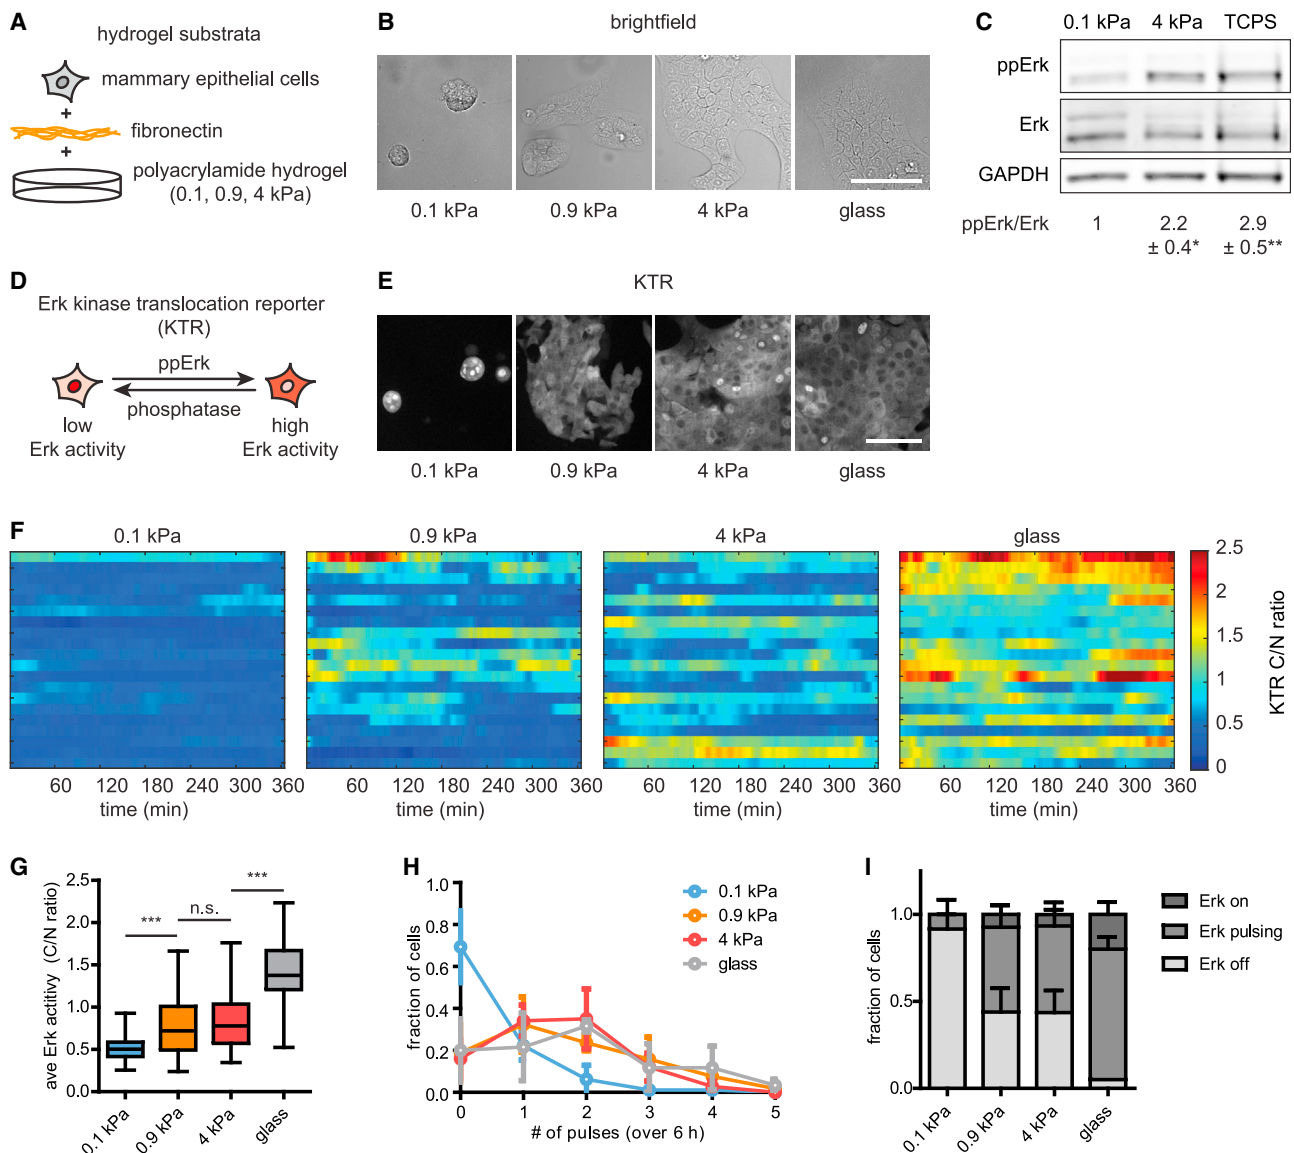 A
hydrogel substrata
mammary epithelial cells
+
fibronectin
+
polyacrylamide hydrogel
(0.1, 0.9, 4 kPa)
B
brightfield
0.1 kPa
0.9 kPa
4 kPa
glass
C
0.1 kPa
4 kPa
TCPS
ppErk
Erk
GAPDH
ppErk/Erk
1
2.2
± 0.4*
2.9
± 0.5**
D
Erk kinase translocation reporter
(KTR)
ppErk
phosphatase
low
Erk activity
high
Erk activity
E
KTR
0.1 kPa
0.9 kPa
4 kPa
glass
F
0.1 kPa
0.9 kPa
4 kPa
glass
60 120 180 240 300 360
time (min)
60 120 180 240 300 360
time (min)
60 120 180 240 300 360
time (min)
60 120 180 240 300 360
time (min)
2.5
2
1.5
1
0.5
0
KTR C/N ratio
G
ave Erk actitivy (C/N ratio)
2.5
2.0
1.5
1.0
0.5
0.0
***
n.s.
***
0.1 kPa
0.9 kPa
4 kPa
glass
H
fraction of cells
1.0
0.8
0.6
0.4
0.2
0.0
0 1 2 3 4 5
# of pulses (over 6 h)
0.1 kPa
0.9 kPa
4 kPa
glass
I
fraction of cells
1.0
0.5
0.0
0.1 kPa
0.9 kPa
4 kPa
glass
Erk on
Erk pulsing
Erk off